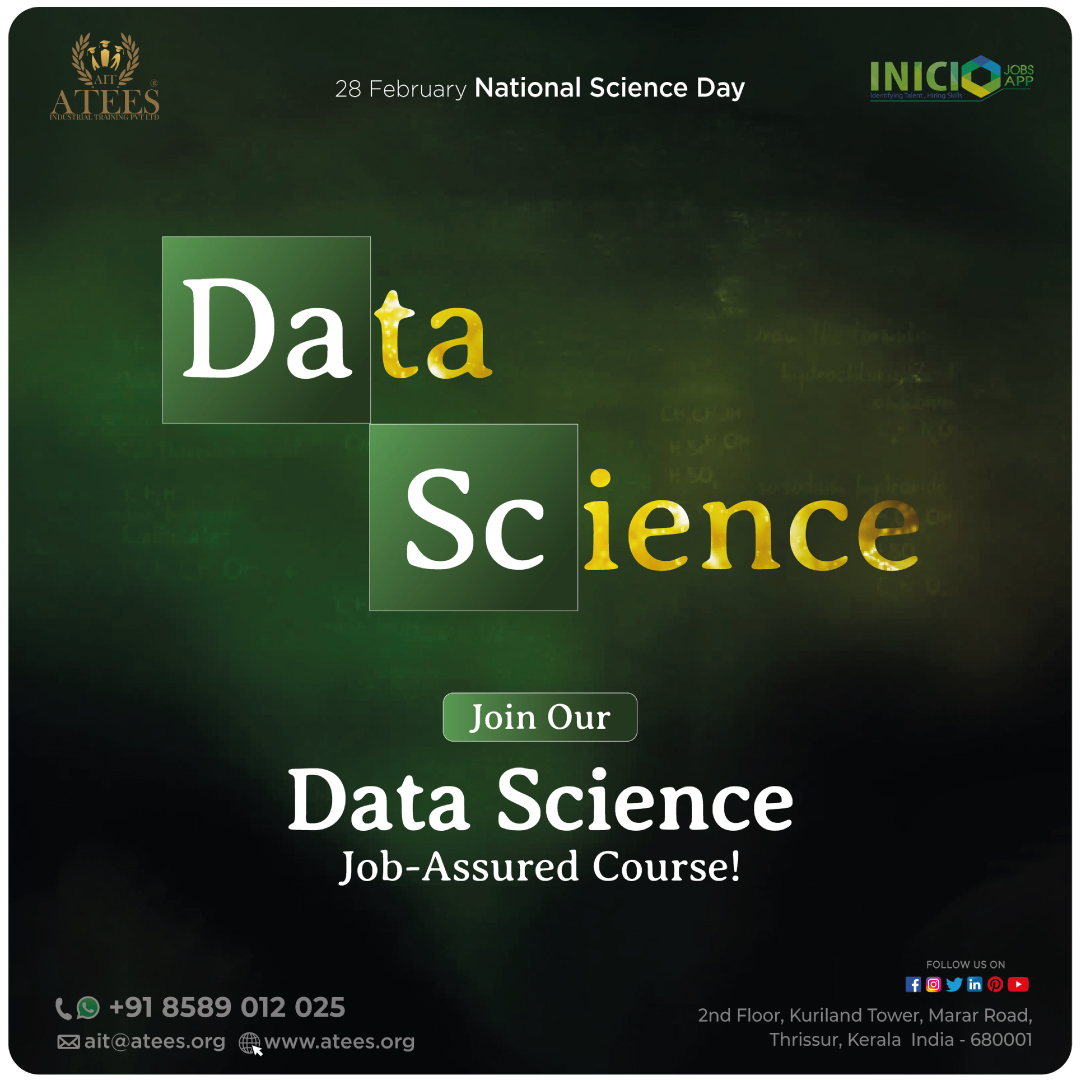 AIT
ATEES ®
INDUSTRIAL TRAINING PVT LTD
28 February National Science Day
INICIO JOBS APP
Identifying Talent, Hiring Skills
Data
Science
Join Our
Data Science
Job-Assured Course!
FOLLOW US ON
+91 8589 012 025
ait@atees.org www.atees.org
2nd Floor, Kuriland Tower, Marar Road,
Thrissur, Kerala India - 680001